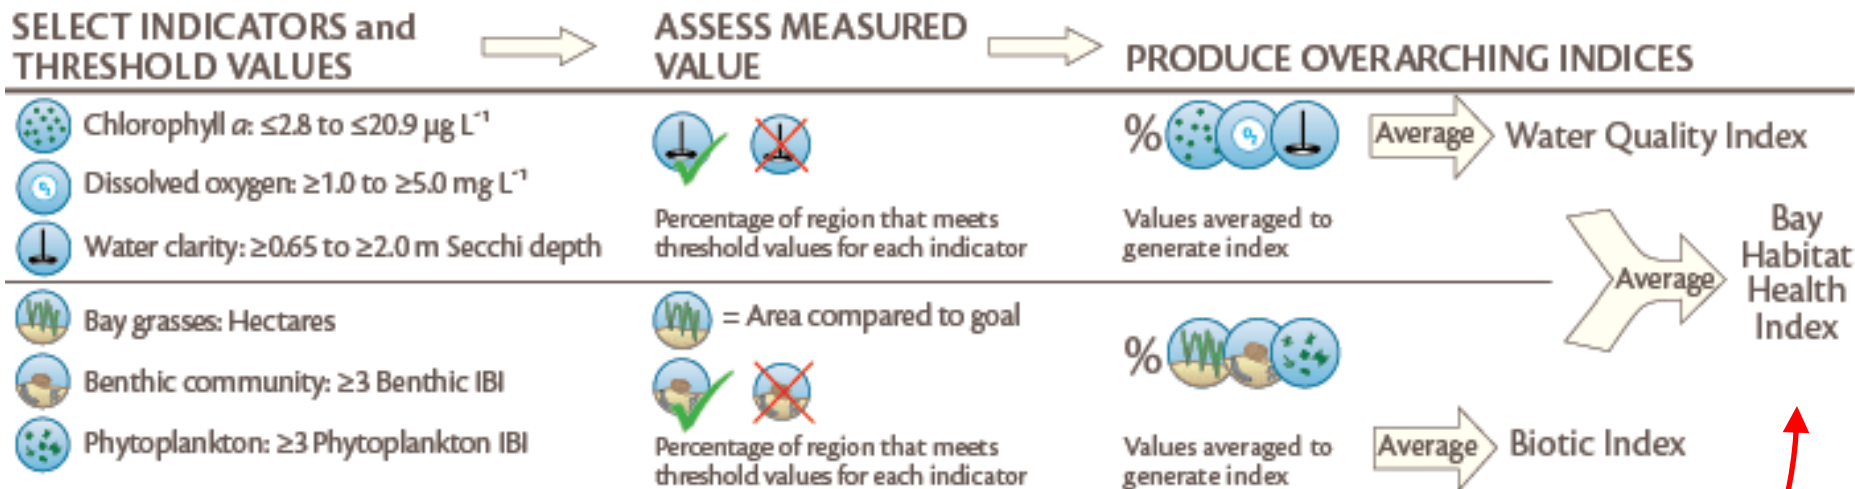 SELECT INDICATORS and
THRESHOLD VALUES
ASSESS MEASURED
VALUE
PRODUCE OVERARCHING INDICES
Chlorophyll a: ≤2.8 to ≤20.9 µg L⁻¹
Dissolved oxygen: ≥1.0 to ≥5.0 mg L⁻¹
O₂
Water clarity: ≥0.65 to ≥2.0 m Secchi depth
Percentage of region that meets
threshold values for each indicator
%
O₂
Average
Water Quality Index
Values averaged to
generate index
Bay grasses: Hectares
Benthic community: ≥3 Benthic IBI
Phytoplankton: ≥3 Phytoplankton IBI
= Area compared to goal
Percentage of region that meets
threshold values for each indicator
%
Values averaged to
generate index
Average
Biotic Index
Average
Bay
Habitat
Health
Index